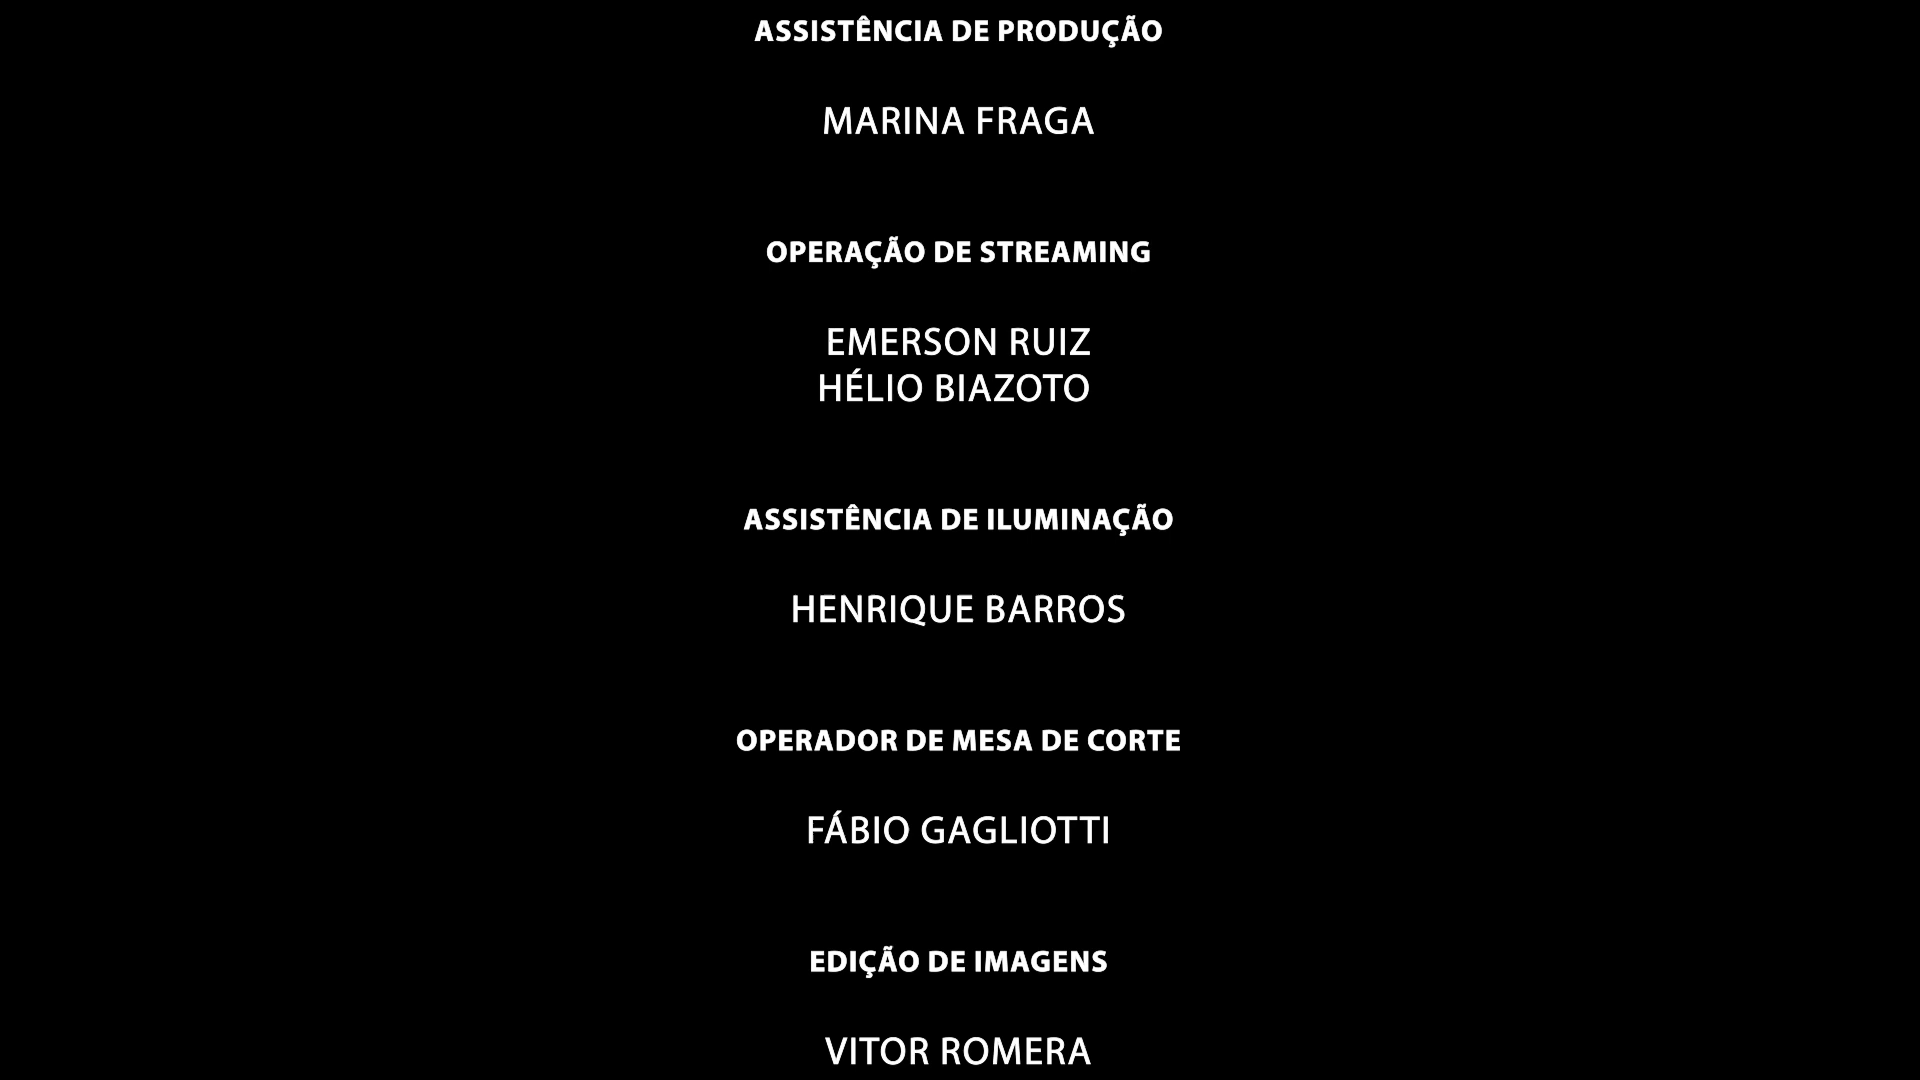 ASSISTÊNCIA DE PRODUÇÃO
MARINA FRAGA
OPERAÇÃO DE STREAMING
EMERSON RUIZ
HÉLIO BIAZOTO
ASSISTÊNCIA DE ILUMINAÇÃO
HENRIQUE BARROS
OPERADOR DE MESA DE CORTE
FÁBIO GAGLIOTTI
EDIÇÃO DE IMAGENS
VITOR ROMERA